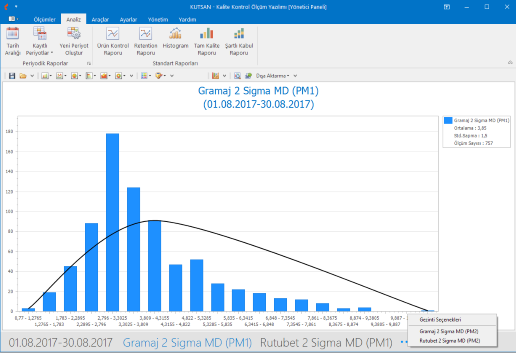 KUTSAN - Kalite Kontrol Ölçüm Yazılımı [Yönetici Paneli]
Ölçümler Analiz Araçlar Ayarlar Yönetim Yardım
Tarih Aralığı
Kayıtlı Periyotlar
Yeni Periyot Oluştur
Ürün Kontrol Raporu
Retention Raporu
Histogram
Tüm Kalite Raporu
Şartlı Kabul Raporu
Periyodik Raporlar
Standart Raporları
Dışa Aktarma
Gramaj 2 Sigma MD (PM1)
(01.08.2017-30.08.2017)
Gramaj 2 Sigma MD (PM1)
Ortalama : 3,85
Std Sapma : 1,5
Ölçüm Sayısı : 757
180
160
140
120
100
80
60
40
20
0
0,77 - 1,2765
1,783 - 2,2895
2,796 - 3,3025
3,809 - 4,3155
4,822 - 5,3285
5,835 - 6,3415
6,848 - 7,3545
7,861 - 8,3675
8,874 - 9,3805
9,887 -
1,2765 - 1,783
2,2895 - 2,796
3,3025 - 3,809
4,3155 - 4,822
5,3285 - 5,835
6,3415 - 6,848
7,3545 - 7,861
8,3675 - 8,874
9,3805 - 9,887
Gezinti Seçenekleri
Gramaj 2 Sigma MD (PM2)
Rutubet 2 Sigma MD (PM2)
01.08.2017-30.08.2017 Gramaj 2 Sigma MD (PM1) Rutubet 2 Sigma MD (PM1)